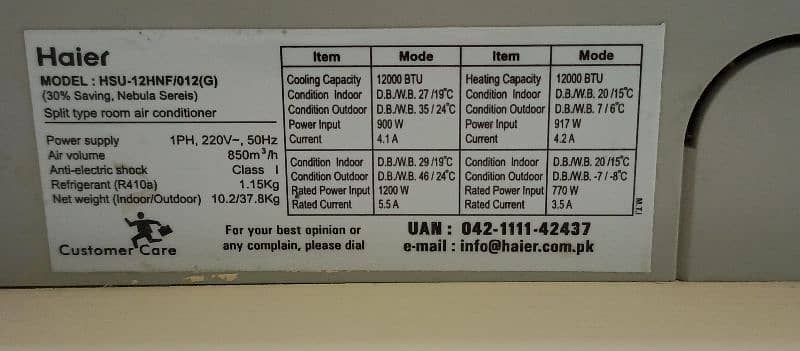 Haier
MODEL : HSU-12HNF/012(G)
(30% Saving, Nebula Sereis)
Split type room air conditioner
Power supply 1PH, 220V~, 50Hz
Air volume 850m³/h
Anti-electric shock Class I
Refrigerant (R410a) 1.15Kg
Net weight (Indoor/Outdoor) 10.2/37.8Kg
Customer Care
Item Mode Item Mode
Cooling Capacity 12000 BTU Heating Capacity 12000 BTU
Condition Indoor D.B./W.B. 27 /19°C Condition Indoor D.B./W.B. 20 /15°C
Condition Outdoor D.B./W.B. 35 / 24°C Condition Outdoor D.B./W.B. 7 / 6°C
Power Input 900 W Power Input 917 W
Current 4.1 A Current 4.2 A
Condition Indoor D.B./W.B. 29 /19°C Condition Indoor D.B./W.B. 20 /15°C
Condition Outdoor D.B./W.B. 46 / 24°C Condition Outdoor D.B./W.B. -7 / -8°C
Rated Power Input 1200 W Rated Power Input 770 W
Rated Current 5.5 A Rated Current 3.5 A
M.T.I
For your best opinion or
any complain, please dial
UAN : 042-1111-42437
e-mail : info@haier.com.pk